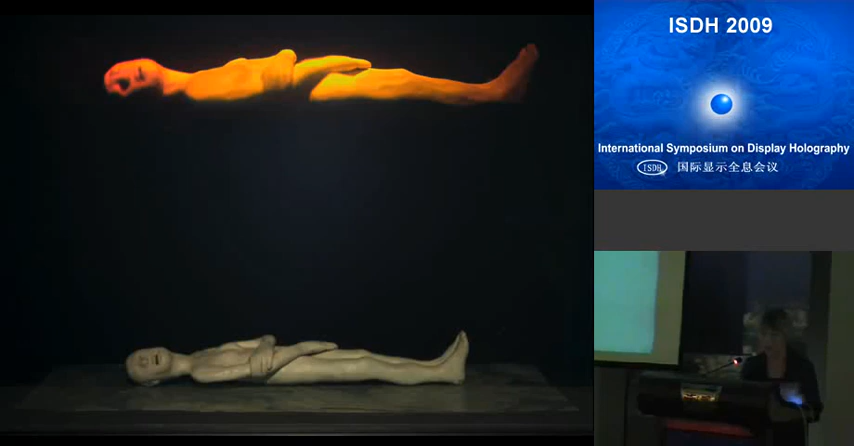 ISDH 2009
International Symposium on Display Holography
ISDH 国际显示全息会议